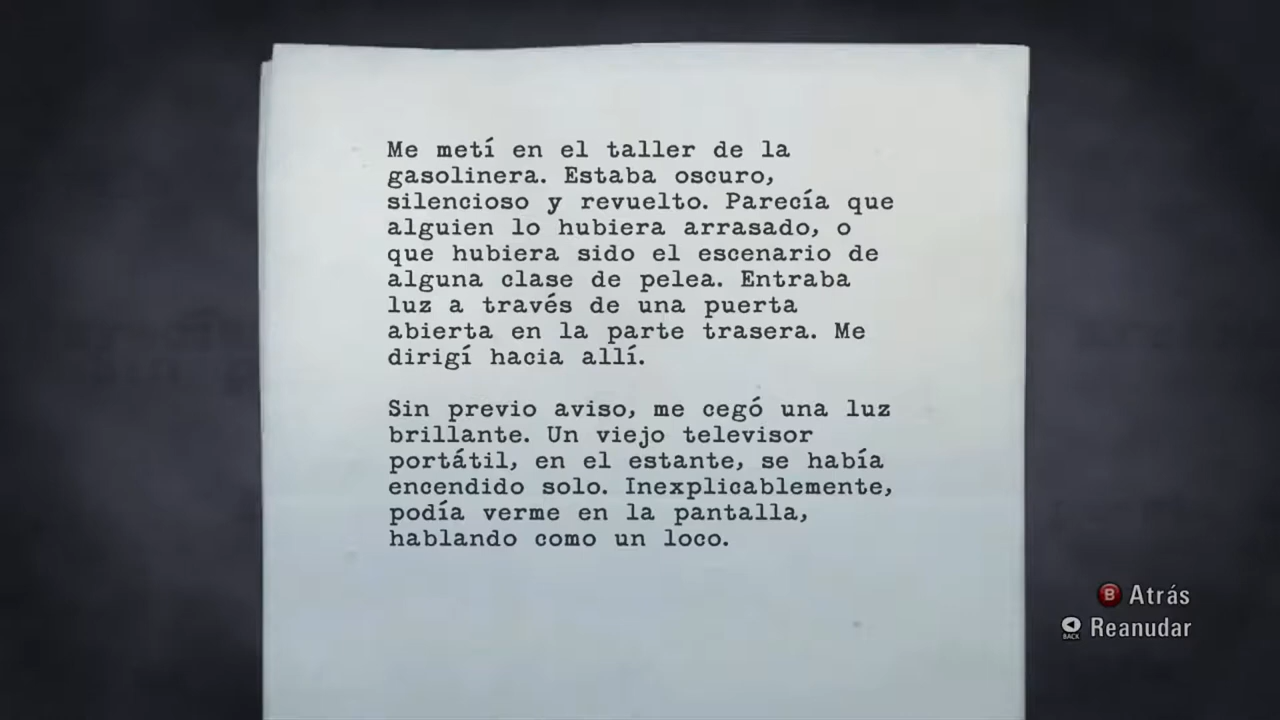 Me metí en el taller de la
gasolinera. Estaba oscuro,
silencioso y revuelto. Parecía que
alguien lo hubiera arrasado, o
que hubiera sido el escenario de
alguna clase de pelea. Entraba
luz a través de una puerta
abierta en la parte trasera. Me
dirigí hacia allí.
Sin previo aviso, me cegó una luz
brillante. Un viejo televisor
portátil, en el estante, se había
encendido solo. Inexplicablemente,
podía verme en la pantalla,
hablando como un loco.
B Atrás
BACK Reanudar